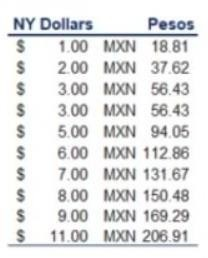 NY Dollars Pesos
$ 1.00 MXN 18.81
$ 2.00 MXN 37.62
$ 3.00 MXN 56.43
$ 3.00 MXN 56.43
$ 5.00 MXN 94.05
$ 6.00 MXN 112.86
$ 7.00 MXN 131.67
$ 8.00 MXN 150.48
$ 9.00 MXN 169.29
$ 11.00 MXN 206.91